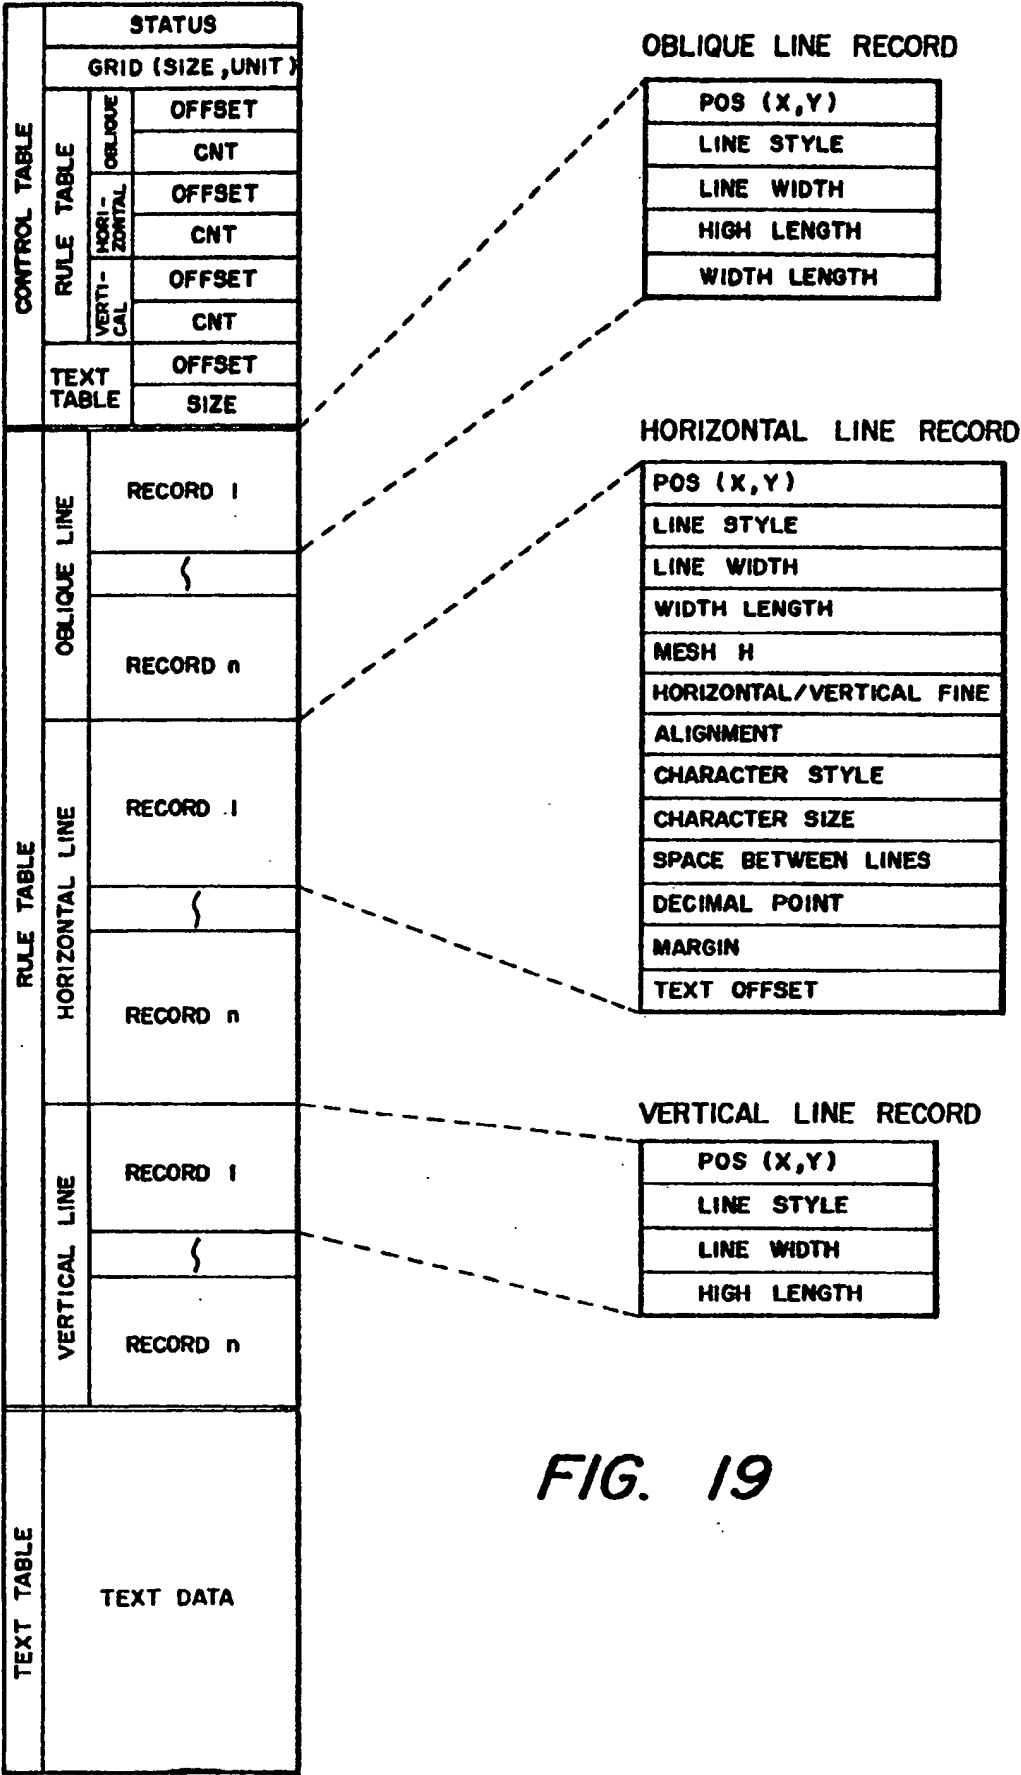 CONTROL TABLE
STATUS
GRID (SIZE, UNIT)
RULE TABLE
OBLIQUE
OFFSET
CNT
HORI-
ZONTAL
OFFSET
CNT
VERTI-
CAL
OFFSET
CNT
TEXT
TABLE
OFFSET
SIZE
RULE TABLE
OBLIQUE LINE
RECORD 1
RECORD n
HORIZONTAL LINE
RECORD 1
RECORD n
VERTICAL LINE
RECORD 1
RECORD n
TEXT TABLE
TEXT DATA
OBLIQUE LINE RECORD
POS (X,Y)
LINE STYLE
LINE WIDTH
HIGH LENGTH
WIDTH LENGTH
HORIZONTAL LINE RECORD
POS (X,Y)
LINE STYLE
LINE WIDTH
WIDTH LENGTH
MESH H
HORIZONTAL/VERTICAL FINE
ALIGNMENT
CHARACTER STYLE
CHARACTER SIZE
SPACE BETWEEN LINES
DECIMAL POINT
MARGIN
TEXT OFFSET
VERTICAL LINE RECORD
POS (X,Y)
LINE STYLE
LINE WIDTH
HIGH LENGTH
FIG. 19